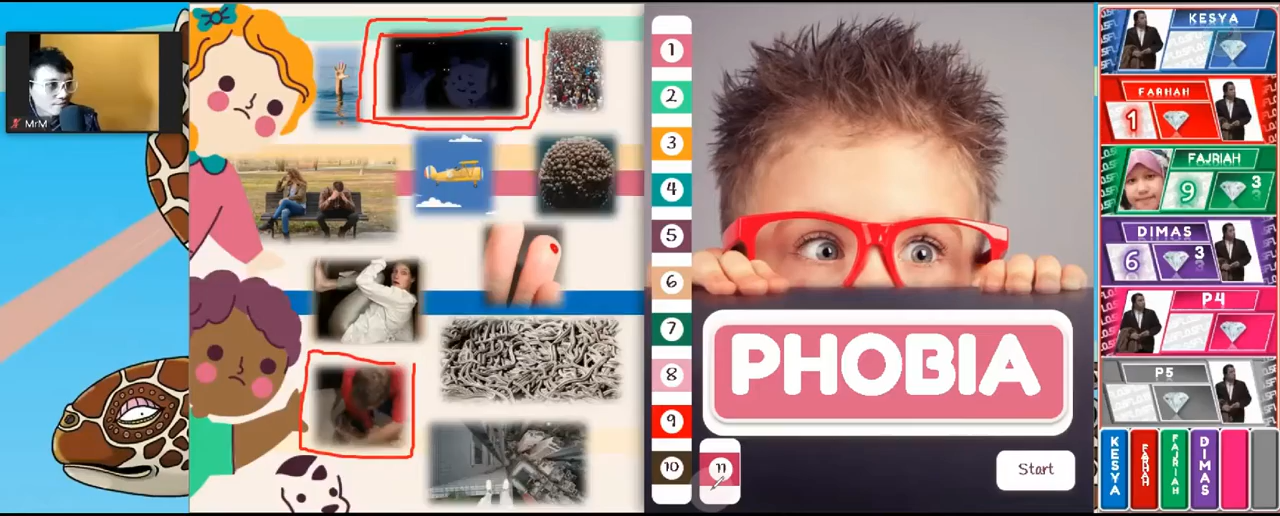 MrM
1
2
3
4
5
6
7
8
9
10
11
PHOBIA
Start
KESYA
FARHAH
1
FAJRIAH
9
3
DIMAS
6
3
P4
P5
KESYA
FARHAH
FAJRIAH
DIMAS